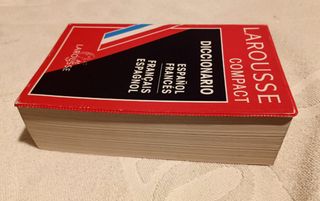 LAROUSSE
COMPACT
DICCIONARIO
ESPAÑOL
FRANCÉS
FRANÇAIS
ESPAGNOL
LAROUSSE